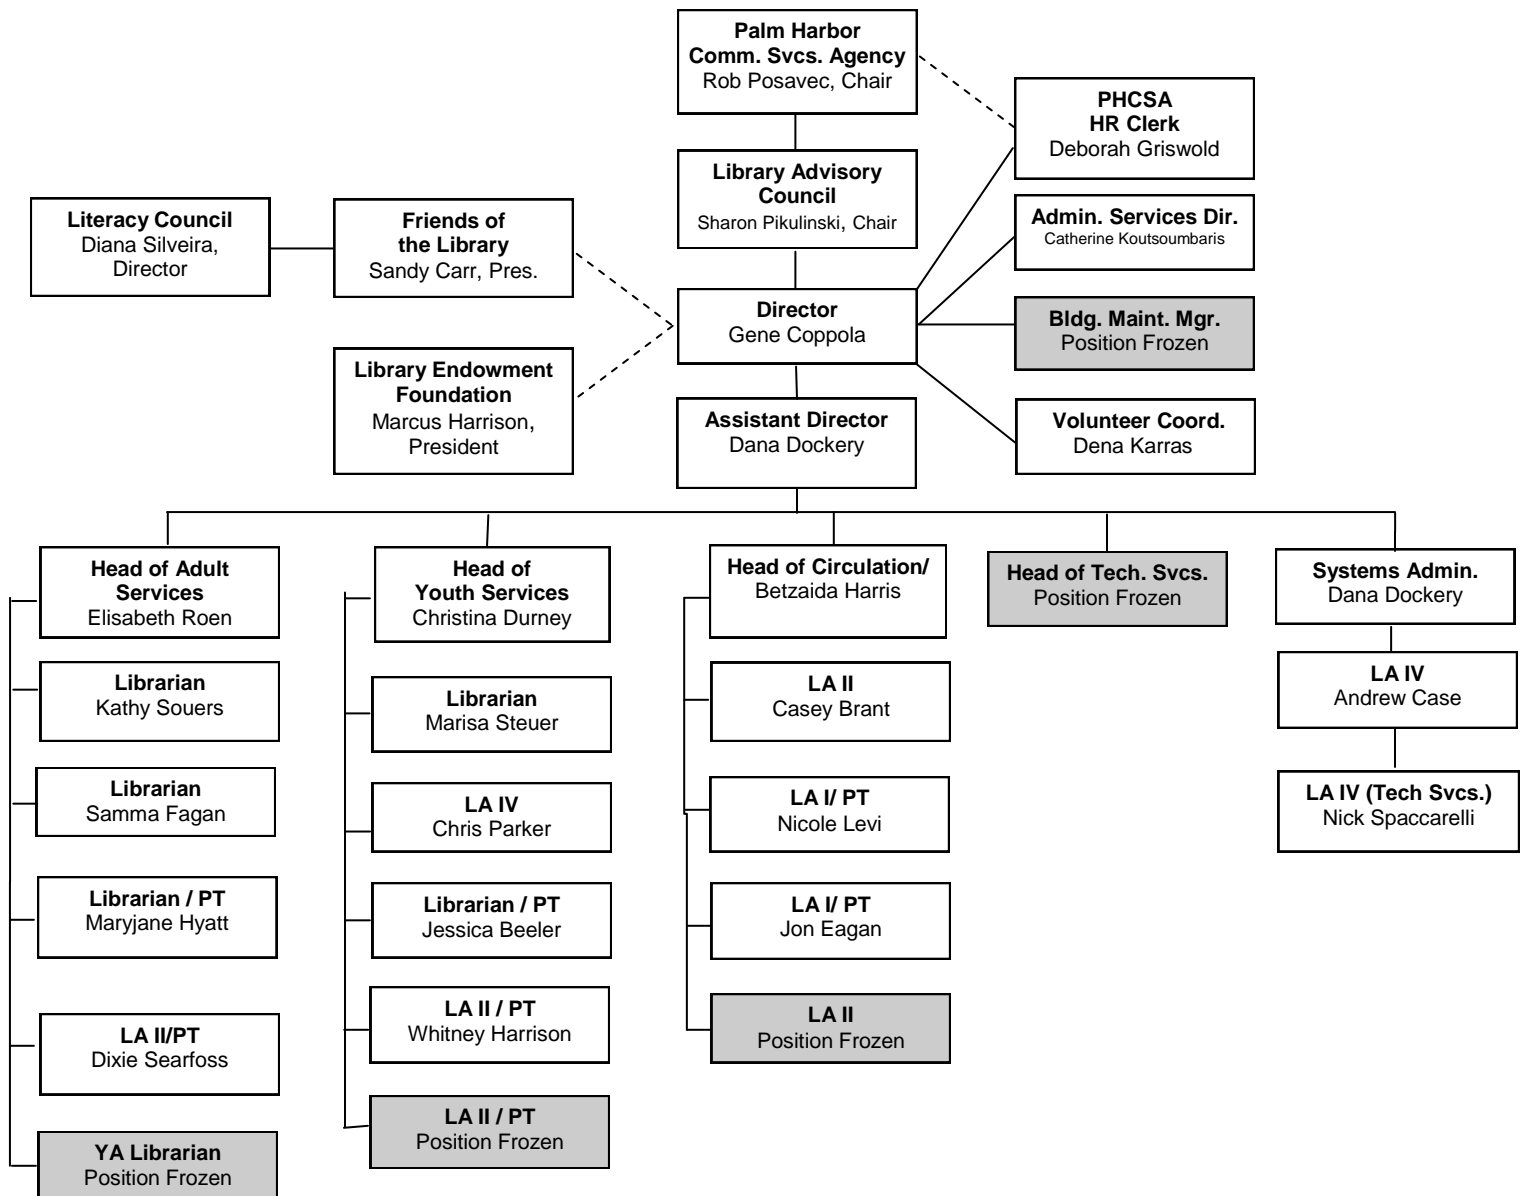 Palm Harbor
Comm. Svcs. Agency
Rob Posavec, Chair
PHCSA
HR Clerk
Deborah Griswold
Library Advisory
Council
Sharon Pikulinski, Chair
Literacy Council
Diana Silveira,
Director
Friends of
the Library
Sandy Carr, Pres.
Admin. Services Dir.
Catherine Koutsoumbaris
Director
Gene Coppola
Bldg. Maint. Mgr.
Position Frozen
Library Endowment
Foundation
Marcus Harrison,
President
Assistant Director
Dana Dockery
Volunteer Coord.
Dena Karras
Head of Adult
Services
Elisabeth Roen
Librarian
Kathy Souers
Librarian
Samma Fagan
Librarian / PT
Maryjane Hyatt
LA II/PT
Dixie Searfoss
YA Librarian
Position Frozen
Head of
Youth Services
Christina Durney
Librarian
Marisa Steuer
LA IV
Chris Parker
Librarian / PT
Jessica Beeler
LA II / PT
Whitney Harrison
LA II / PT
Position Frozen
Head of Circulation/
Betzaida Harris
LA II
Casey Brant
LA I/ PT
Nicole Levi
LA I/ PT
Jon Eagan
LA II
Position Frozen
Head of Tech. Svcs.
Position Frozen
Systems Admin.
Dana Dockery
LA IV
Andrew Case
LA IV (Tech Svcs.)
Nick Spaccarelli